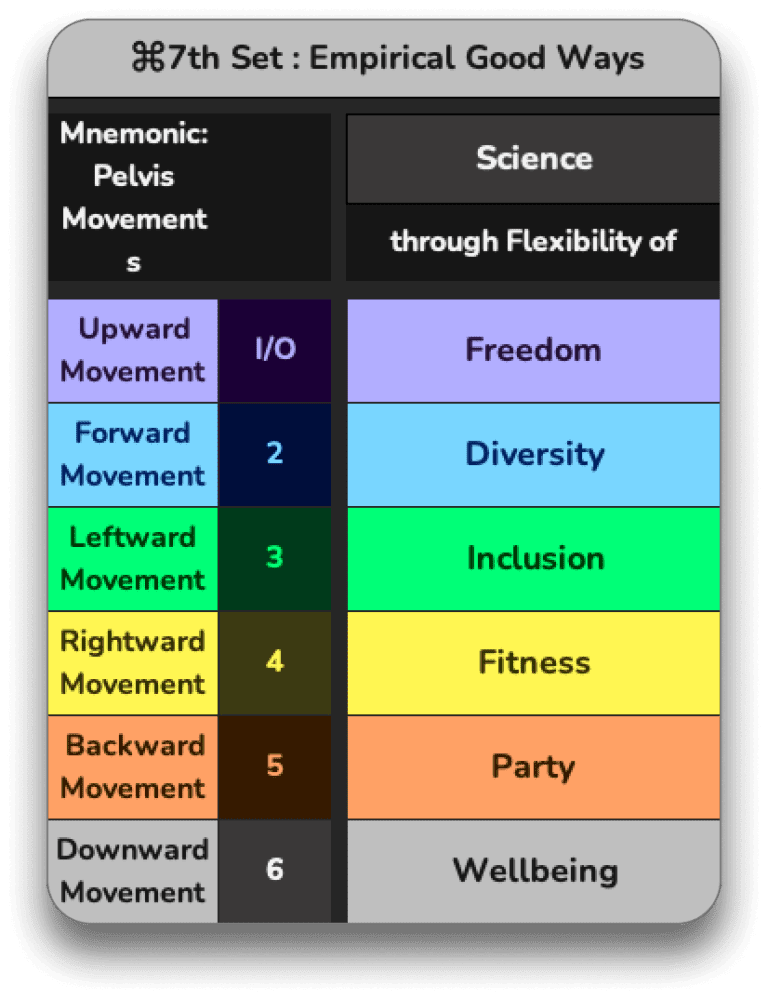 ⌘7th Set : Empirical Good Ways
Mnemonic:
Pelvis
Movement
s
Science
through Flexibility of
Upward
Movement
I/O
Freedom
Forward
Movement
2
Diversity
Leftward
Movement
3
Inclusion
Rightward
Movement
4
Fitness
Backward
Movement
5
Party
Downward
Movement
6
Wellbeing